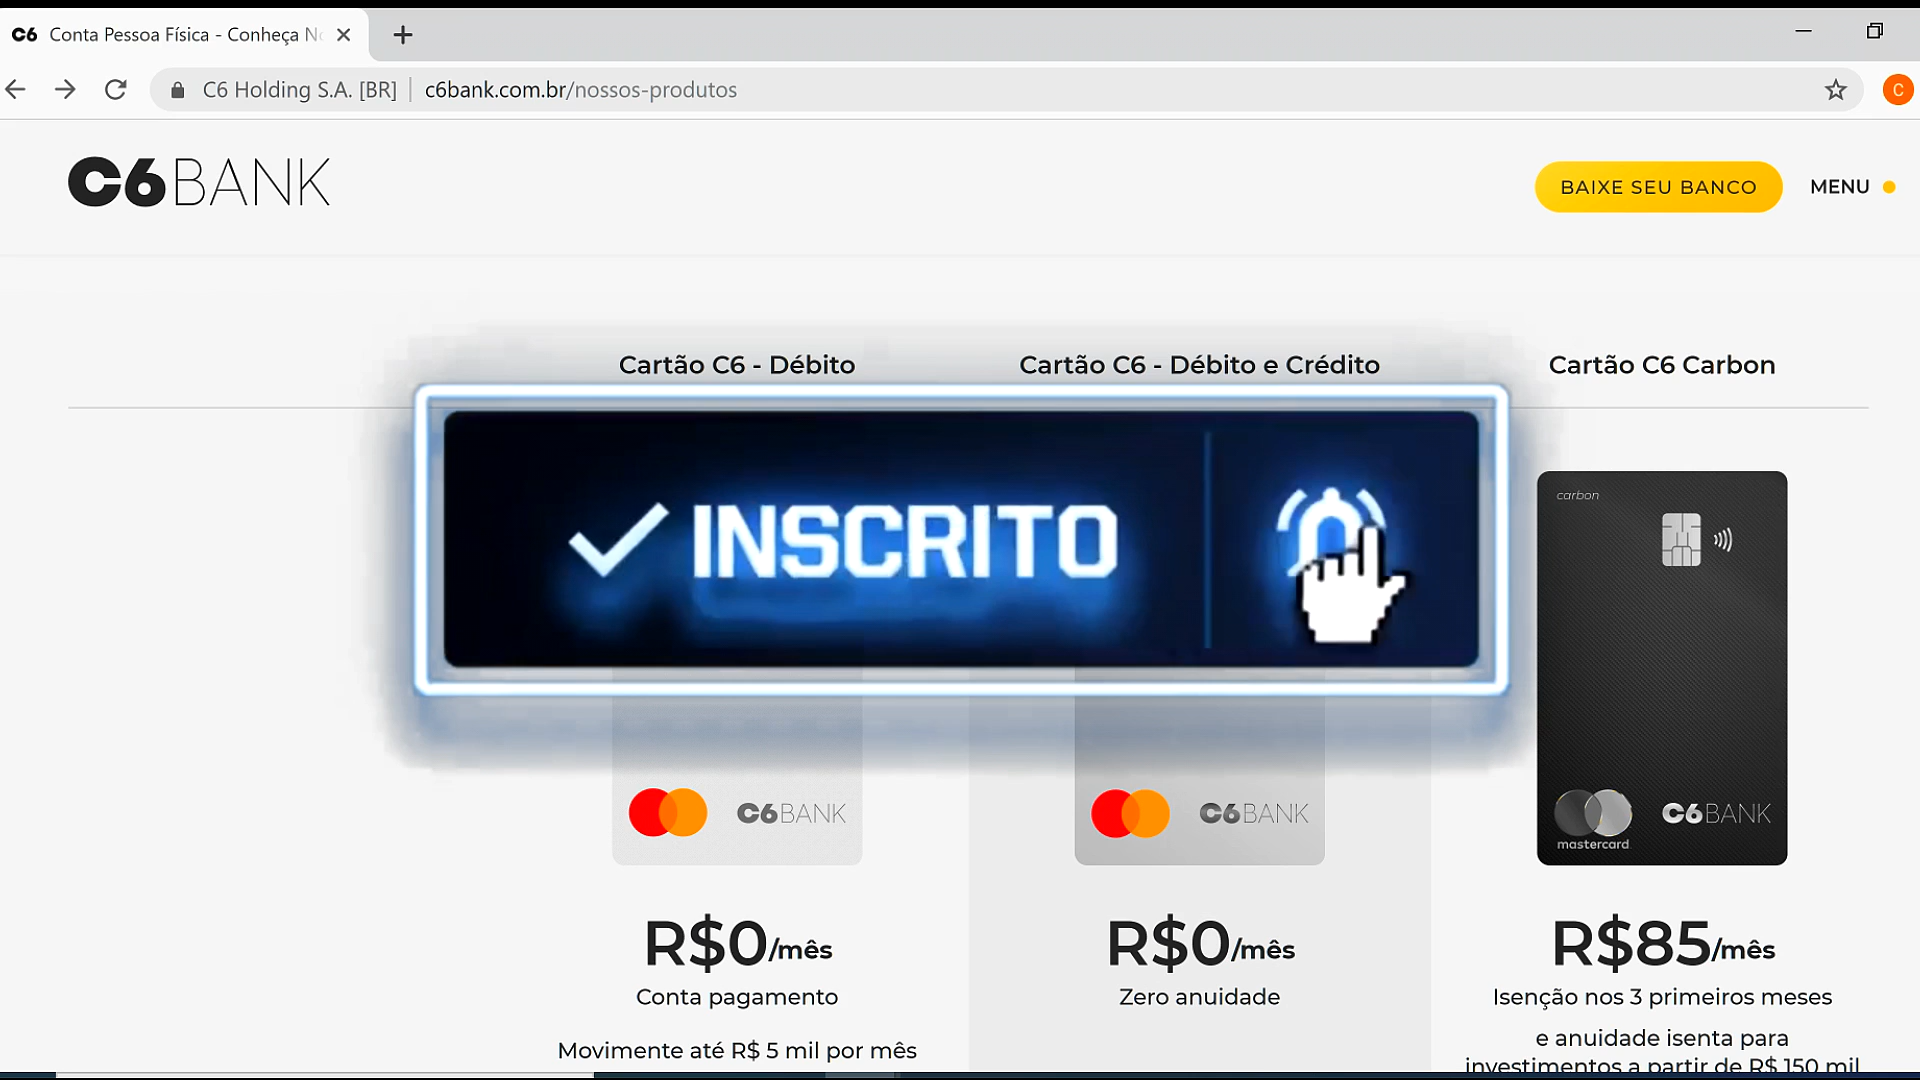 C6 Conta Pessoa Física - Conheça N
C6 Holding S.A. [BR] c6bank.com.br/nossos-produtos
C
C6BANK
BAIXE SEU BANCO
MENU
Cartão C6 - Débito
Cartão C6 - Débito e Crédito
Cartão C6 Carbon
INSCRITO
carbon
C6BANK
C6BANK
C6BANK
mastercard
R$0/mês
R$0/mês
R$85/mês
Conta pagamento
Zero anuidade
Isenção nos 3 primeiros meses
e anuidade isenta para
Movimente até R$ 5 mil por mês
investimentos a partir de R$ 150 mil